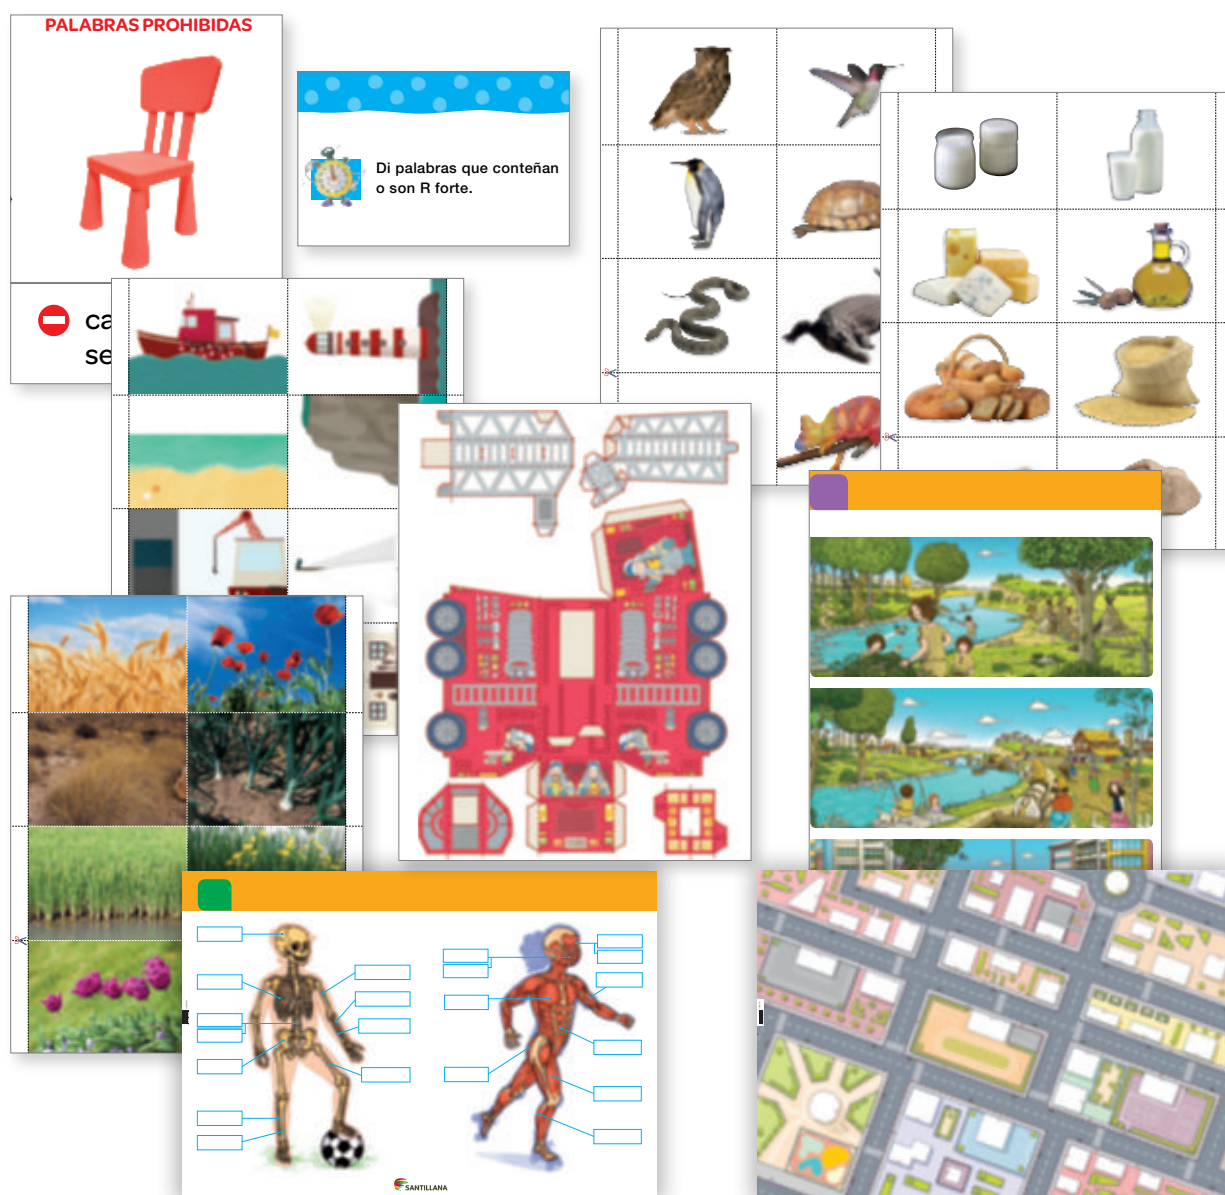 PALABRAS PROHIBIDAS
Di palabras que conteñan
o son R forte.
ca
se
SANTILLANA